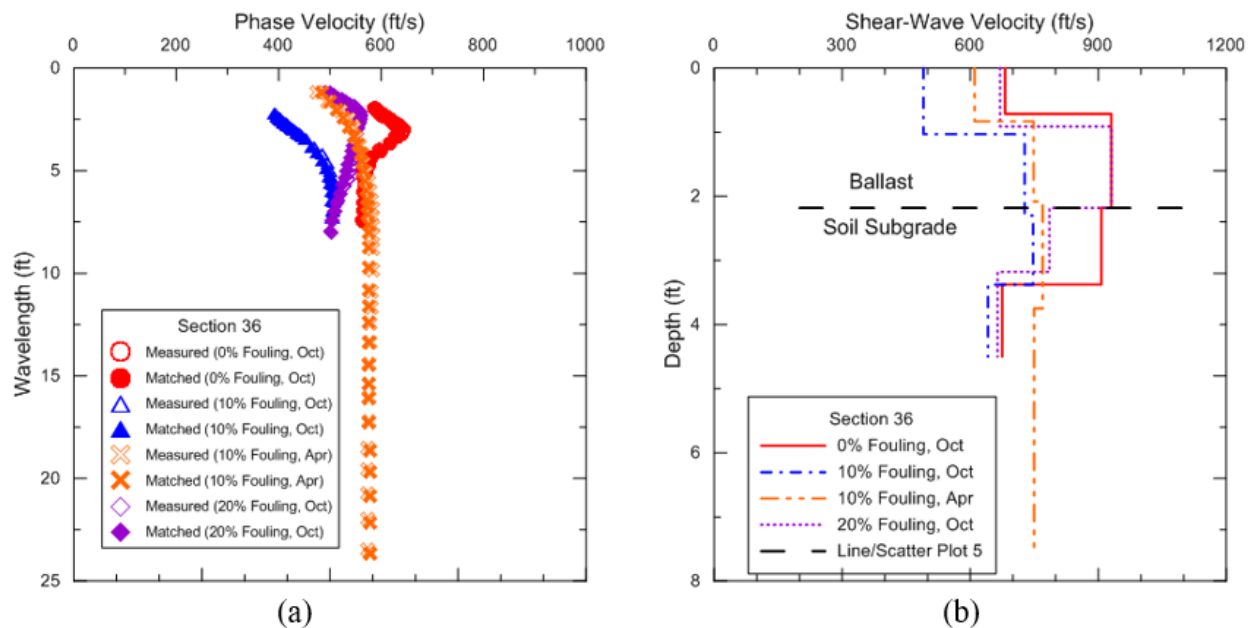 Phase Velocity (ft/s)
0 200 400 600 800 1000
Wavelength (ft)
0
5
10
15
20
25
Section 36
Measured (0% Fouling, Oct)
Matched (0% Fouling, Oct)
Measured (10% Fouling, Oct)
Matched (10% Fouling, Oct)
Measured (10% Fouling, Apr)
Matched (10% Fouling, Apr)
Measured (20% Fouling, Oct)
Matched (20% Fouling, Oct)
(a)
Shear-Wave Velocity (ft/s)
0 300 600 900 1200
Depth (ft)
0
2
4
6
8
Ballast
Soil Subgrade
Section 36
0% Fouling, Oct
10% Fouling, Oct
10% Fouling, Apr
20% Fouling, Oct
Line/Scatter Plot 5
(b)